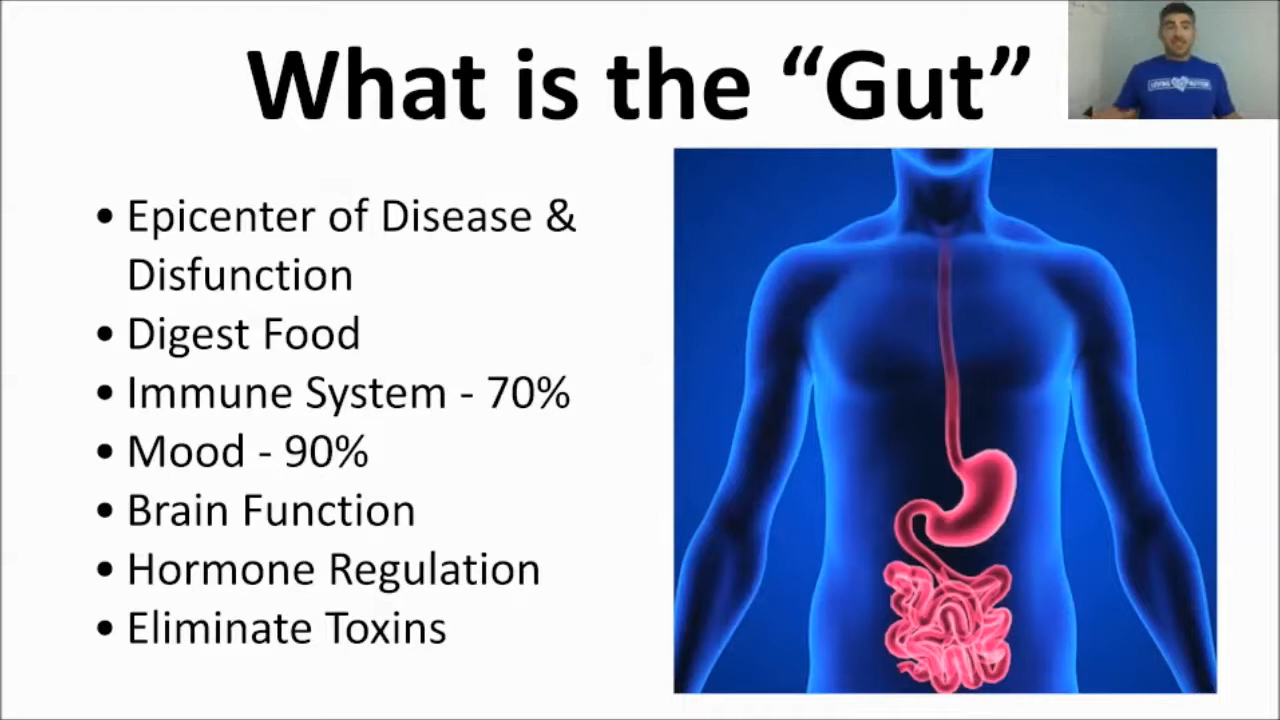 What is the “Gut”
• Epicenter of Disease &
Disfunction
• Digest Food
• Immune System - 70%
• Mood - 90%
• Brain Function
• Hormone Regulation
• Eliminate Toxins